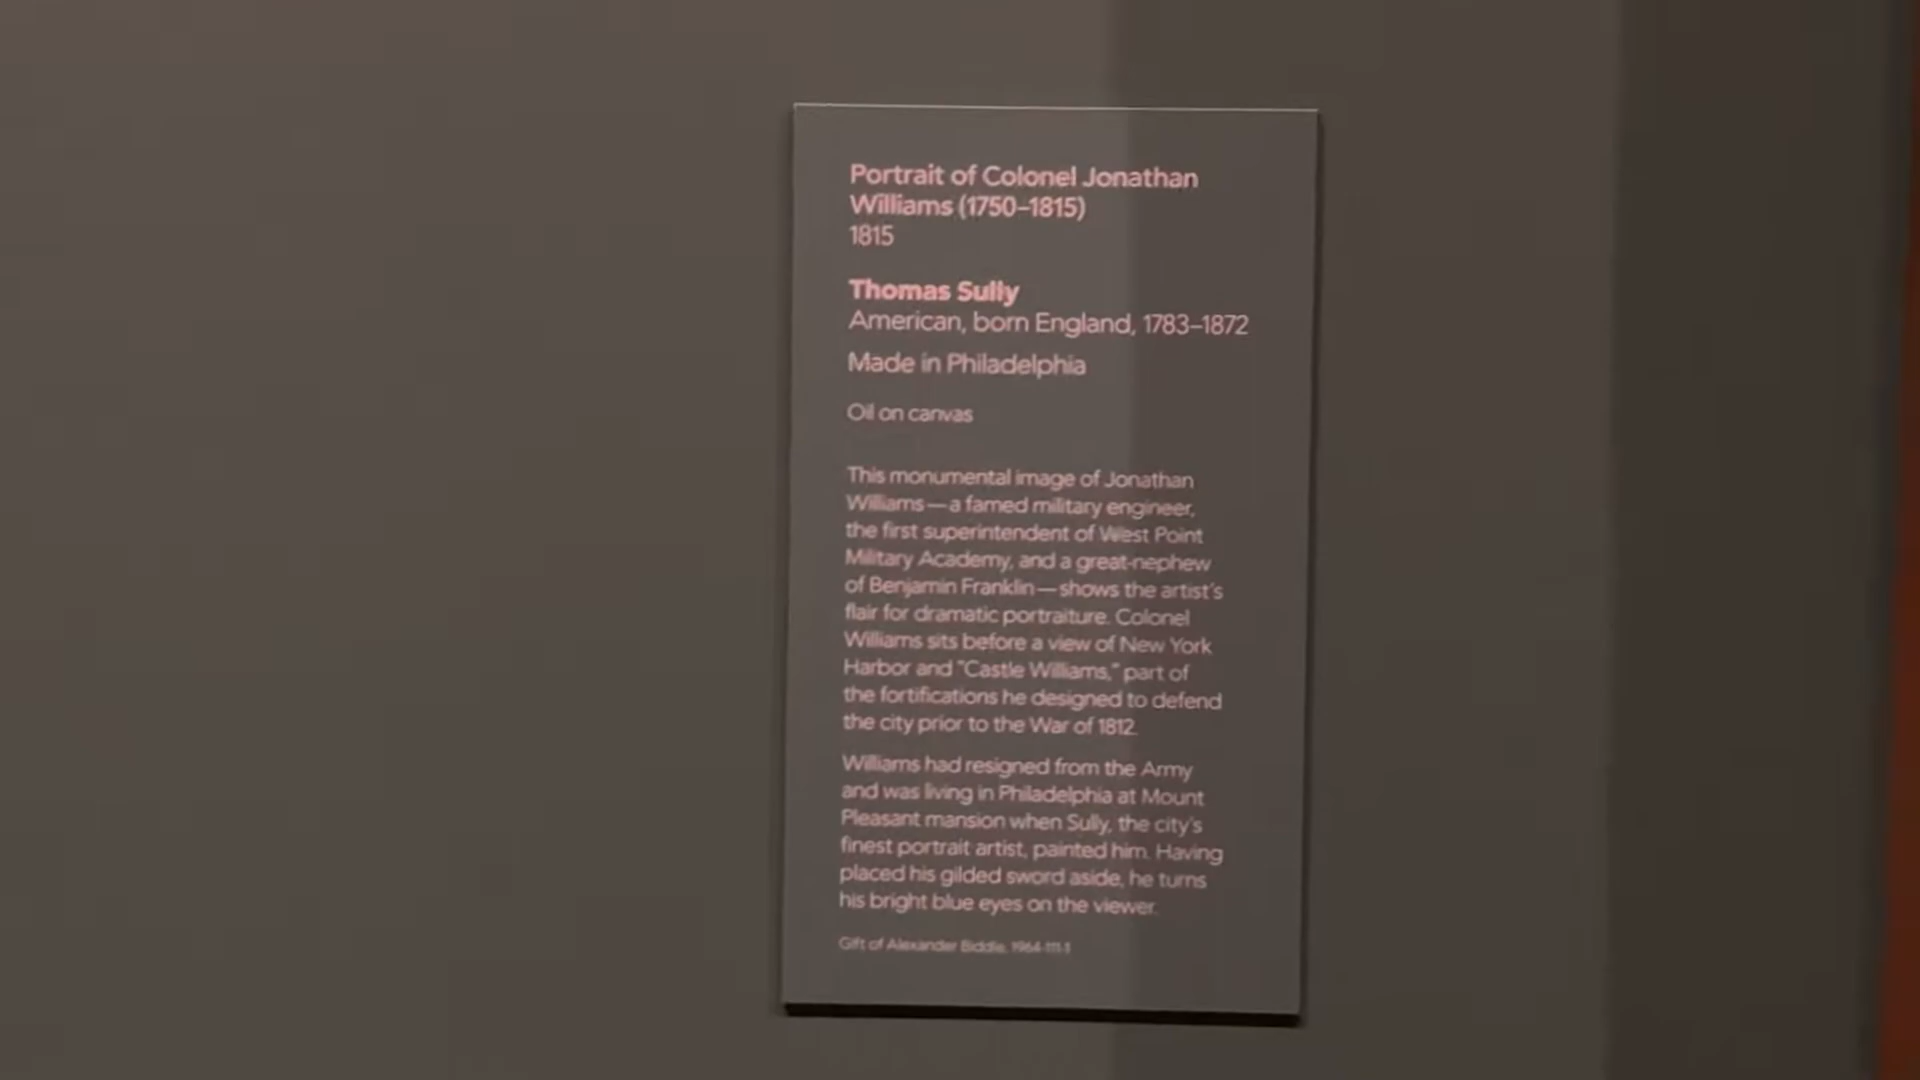 Portrait of Colonel Jonathan
Williams (1750–1815)
1815
Thomas Sully
American, born England, 1783–1872
Made in Philadelphia
Oil on canvas
This monumental image of Jonathan
Williams—a famed military engineer,
the first superintendent of West Point
Military Academy, and a great-nephew
of Benjamin Franklin—shows the artist's
flair for dramatic portraiture. Colonel
Williams sits before a view of New York
Harbor and "Castle Williams," part of
the fortifications he designed to defend
the city prior to the War of 1812.
Williams had resigned from the Army
and was living in Philadelphia at Mount
Pleasant mansion when Sully, the city's
finest portrait artist, painted him. Having
placed his gilded sword aside, he turns
his bright blue eyes on the viewer.
Gift of Alexander Biddle, 1964-111-1